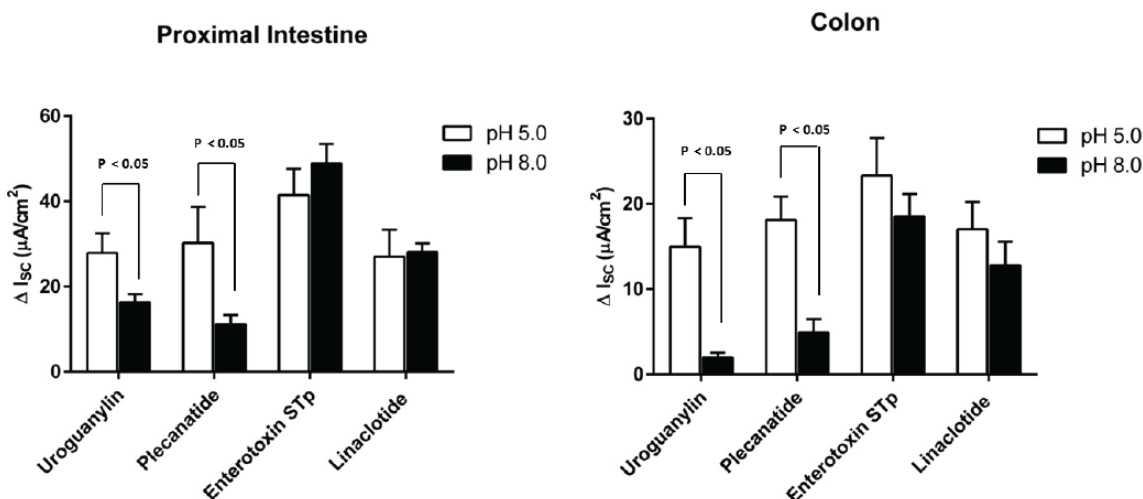 Proximal Intestine
60
40
20
0
Δ ISC (µA/cm²)
P < 0.05
P < 0.05
pH 5.0
pH 8.0
Uroguanylin
Plecanatide
Enterotoxin STp
Linaclotide
Colon
30
20
10
0
Δ ISC (µA/cm²)
P < 0.05
P < 0.05
pH 5.0
pH 8.0
Uroguanylin
Plecanatide
Enterotoxin STp
Linaclotide